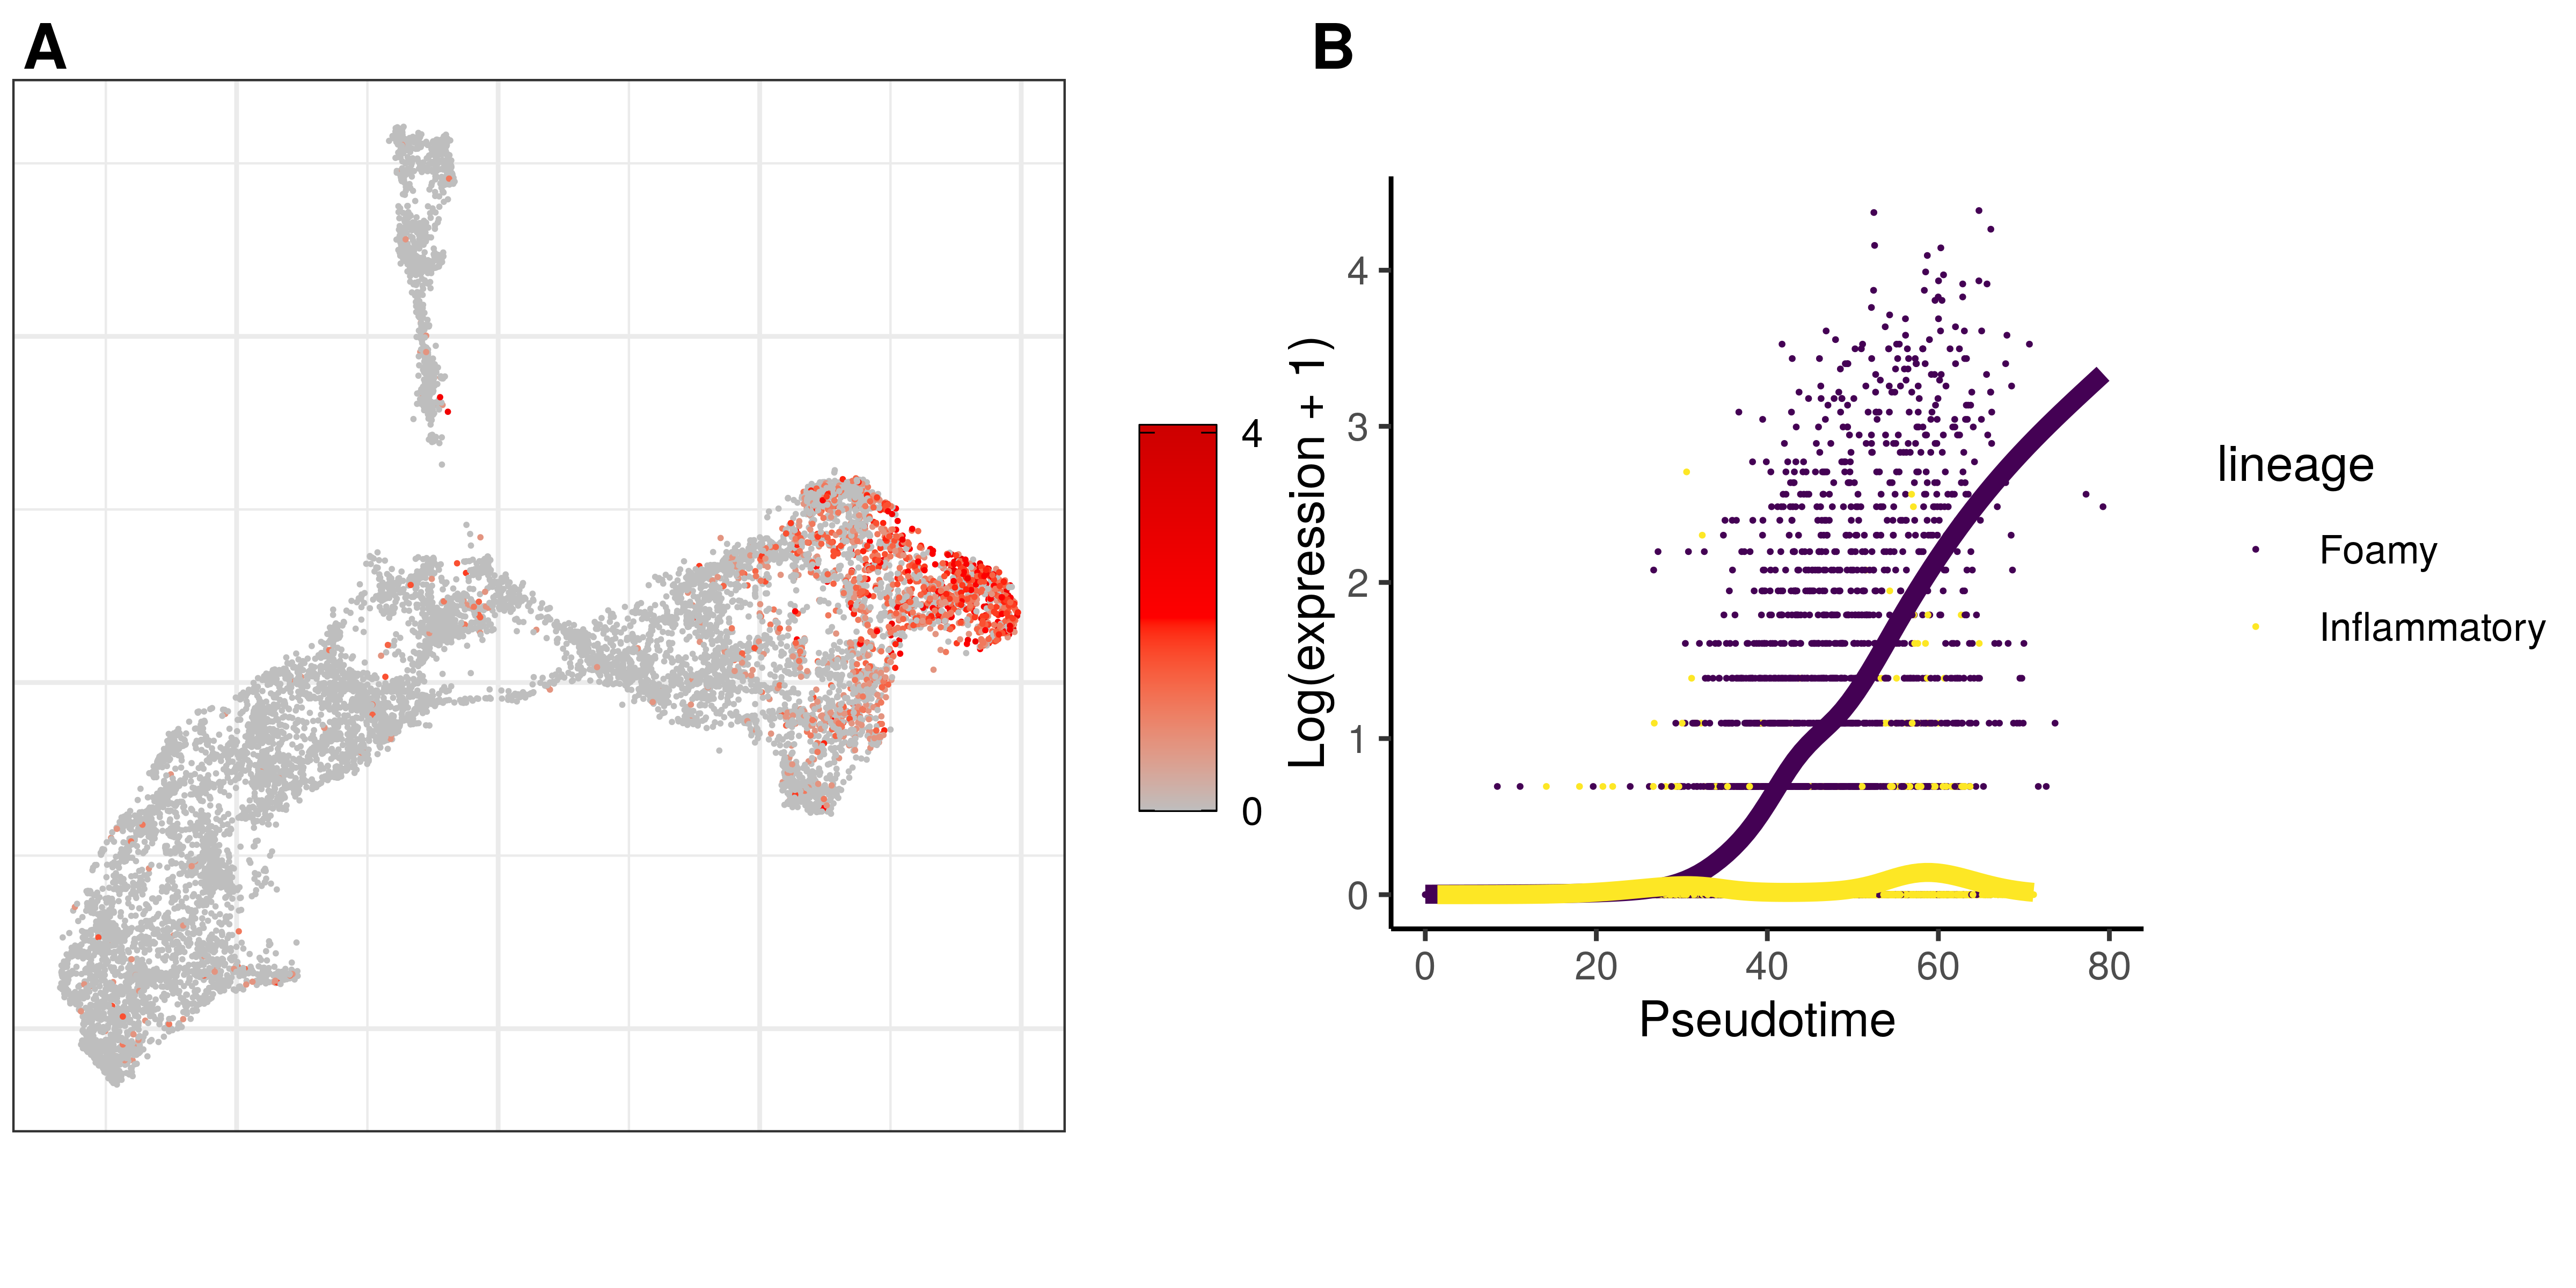 A
B
4
0
Log(expression + 1)
4
3
2
1
0
0 20 40 60 80
Pseudotime
lineage
Foamy
Inflammatory